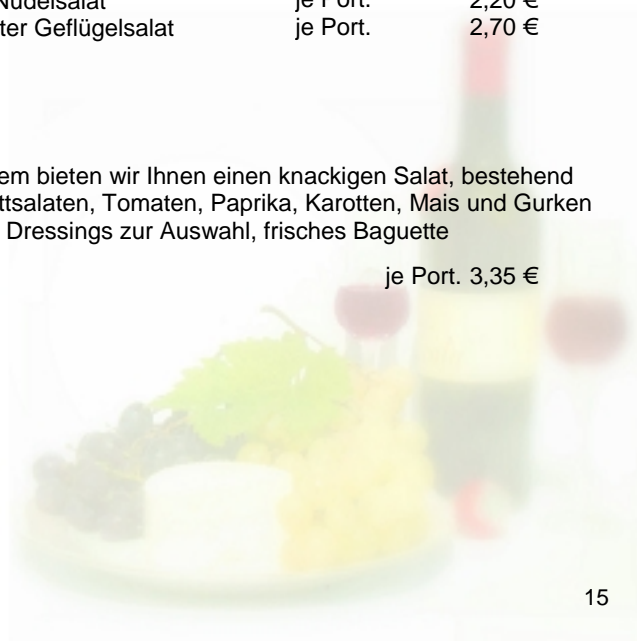 Nudelsalat je Port. 2,20 €
ter Geflügelsalat je Port. 2,70 €
em bieten wir Ihnen einen knackigen Salat, bestehend
ttsalaten, Tomaten, Paprika, Karotten, Mais und Gurken
Dressings zur Auswahl, frisches Baguette
je Port. 3,35 €
15